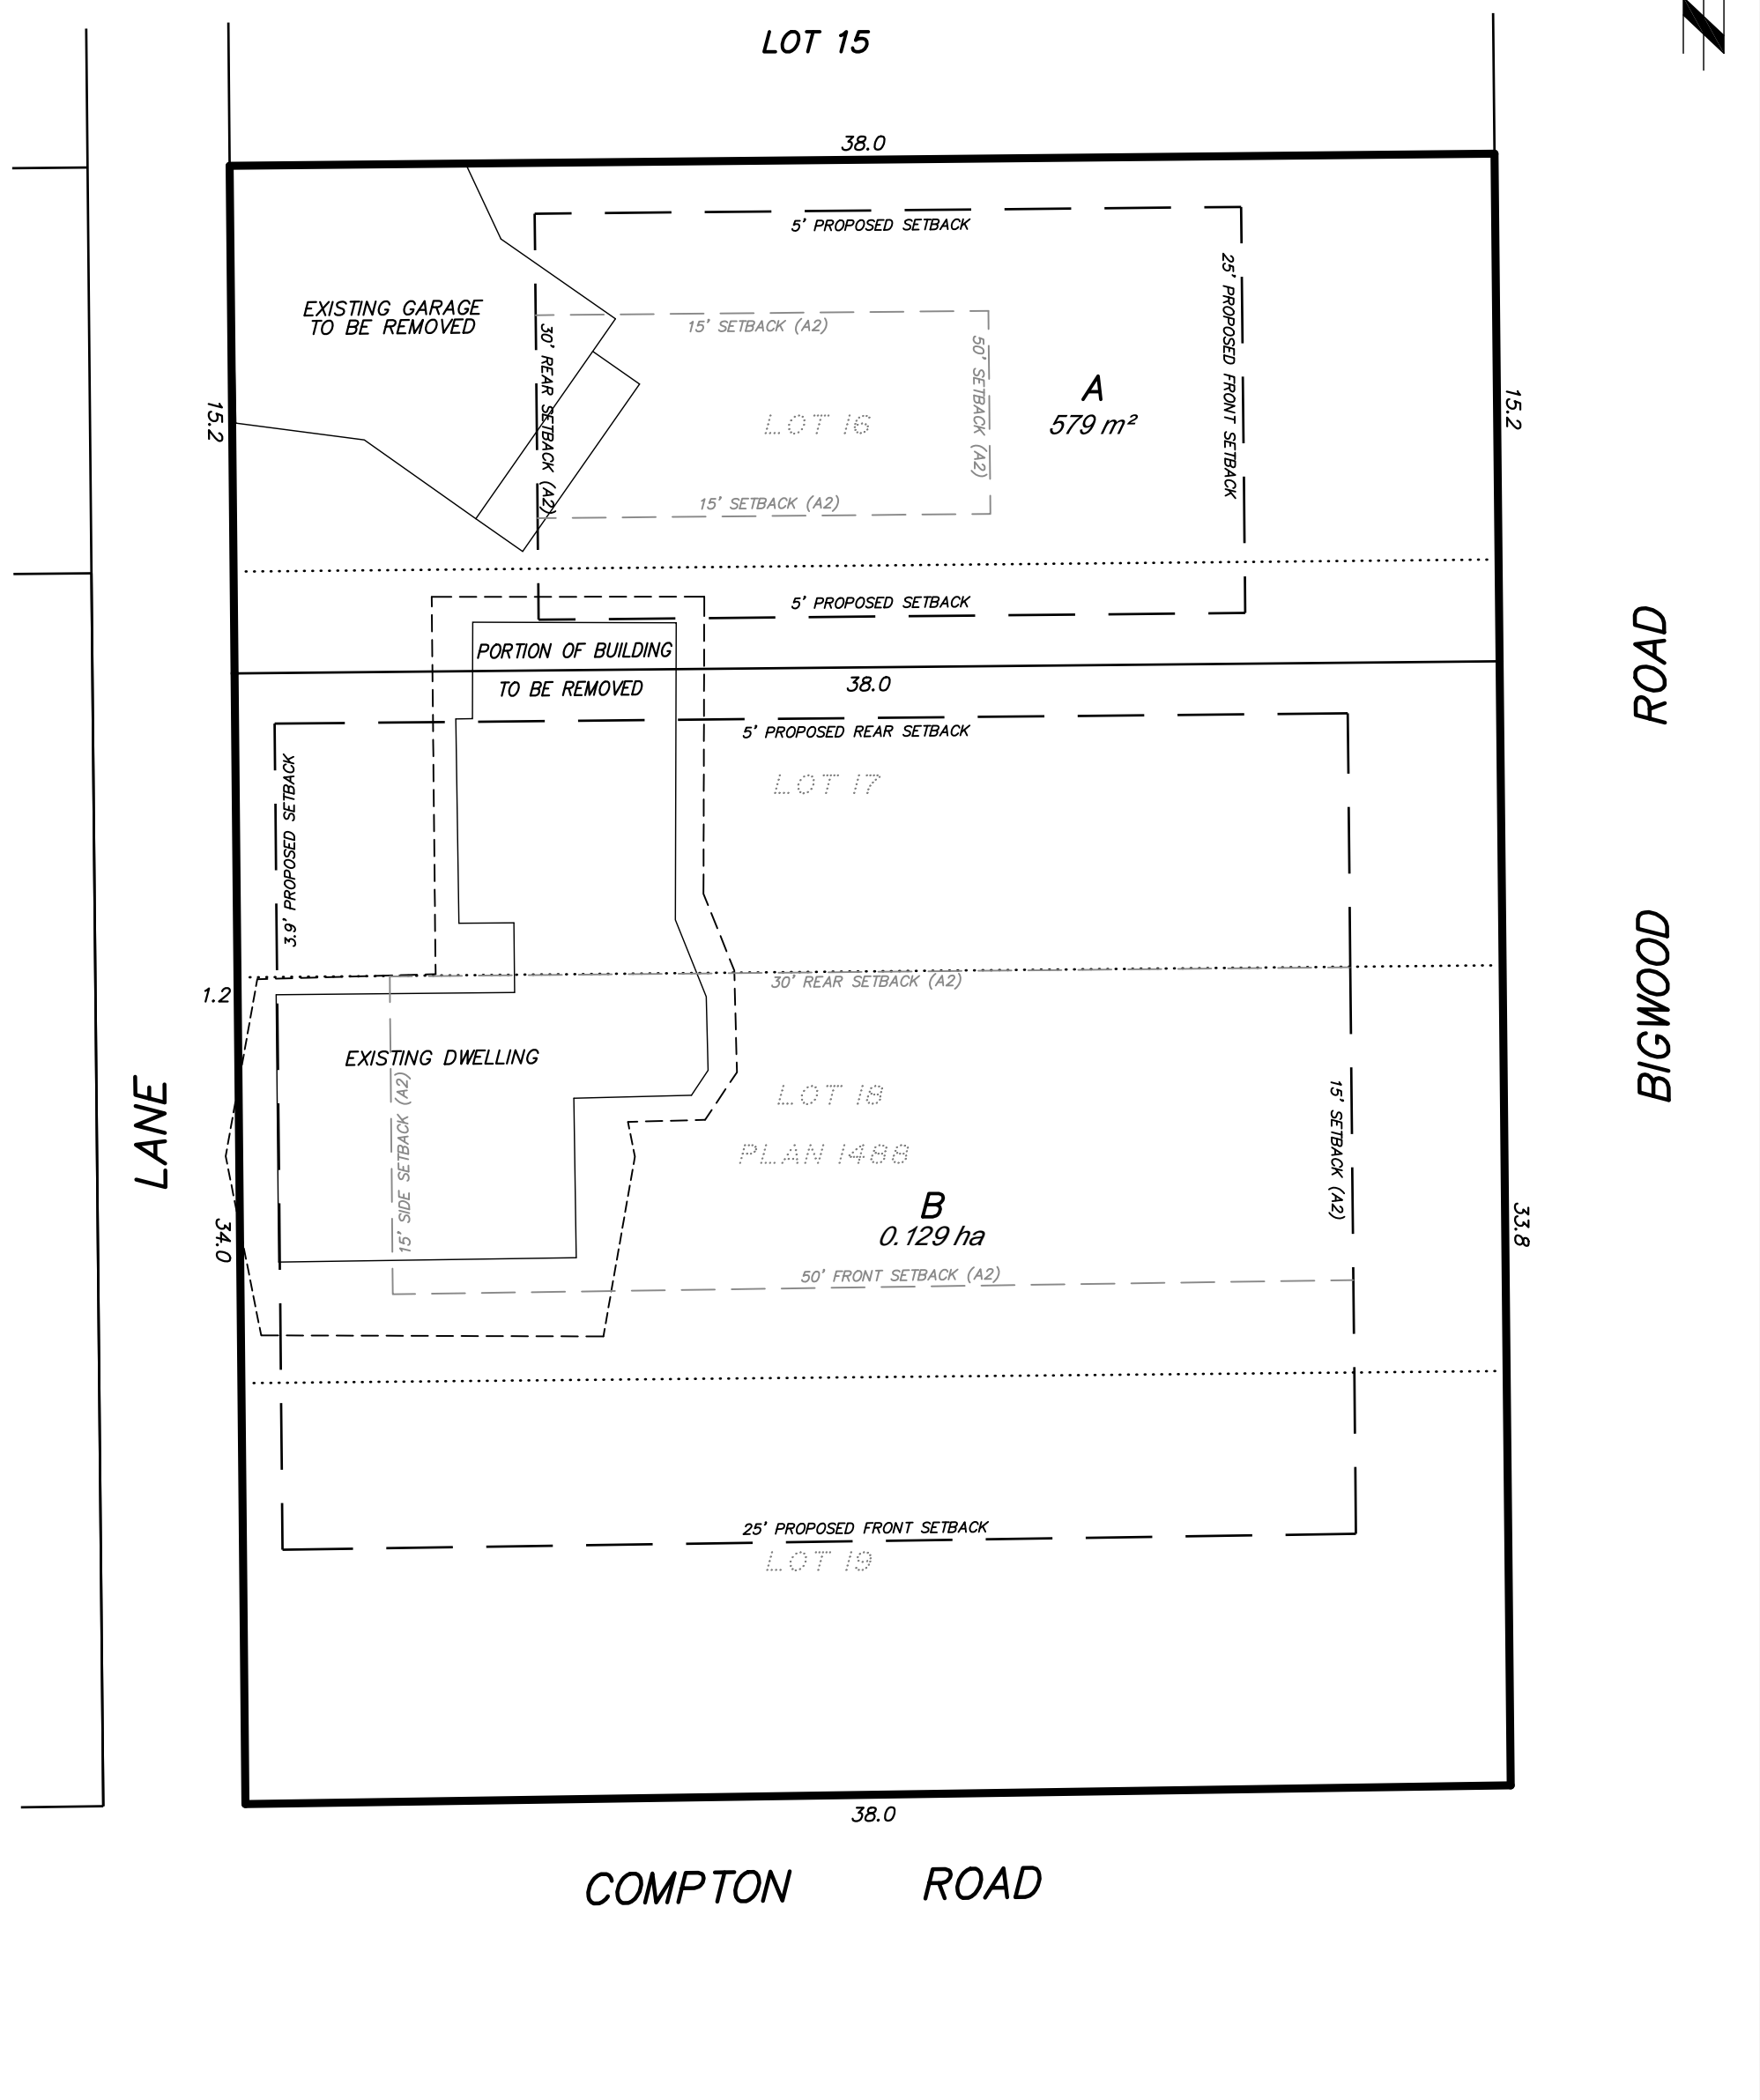 LOT 15
38.0
5' PROPOSED SETBACK
25' PROPOSED FRONT SETBACK
EXISTING GARAGE
TO BE REMOVED
15' SETBACK (A2)
30' REAR SETBACK (A2)
50' SETBACK (A2)
A
579 m²
LOT 16
15.2
15.2
15' SETBACK (A2)
5' PROPOSED SETBACK
PORTION OF BUILDING
TO BE REMOVED
38.0
5' PROPOSED REAR SETBACK
3.9' PROPOSED SETBACK
LOT 17
BIGWOOD ROAD
30' REAR SETBACK (A2)
1.2
EXISTING DWELLING
15' SIDE SETBACK (A2)
LOT 18
PLAN 1488
15' SETBACK (A2)
LANE
B
0.129 ha
34.0
33.8
50' FRONT SETBACK (A2)
25' PROPOSED FRONT SETBACK
LOT 19
38.0
COMPTON ROAD